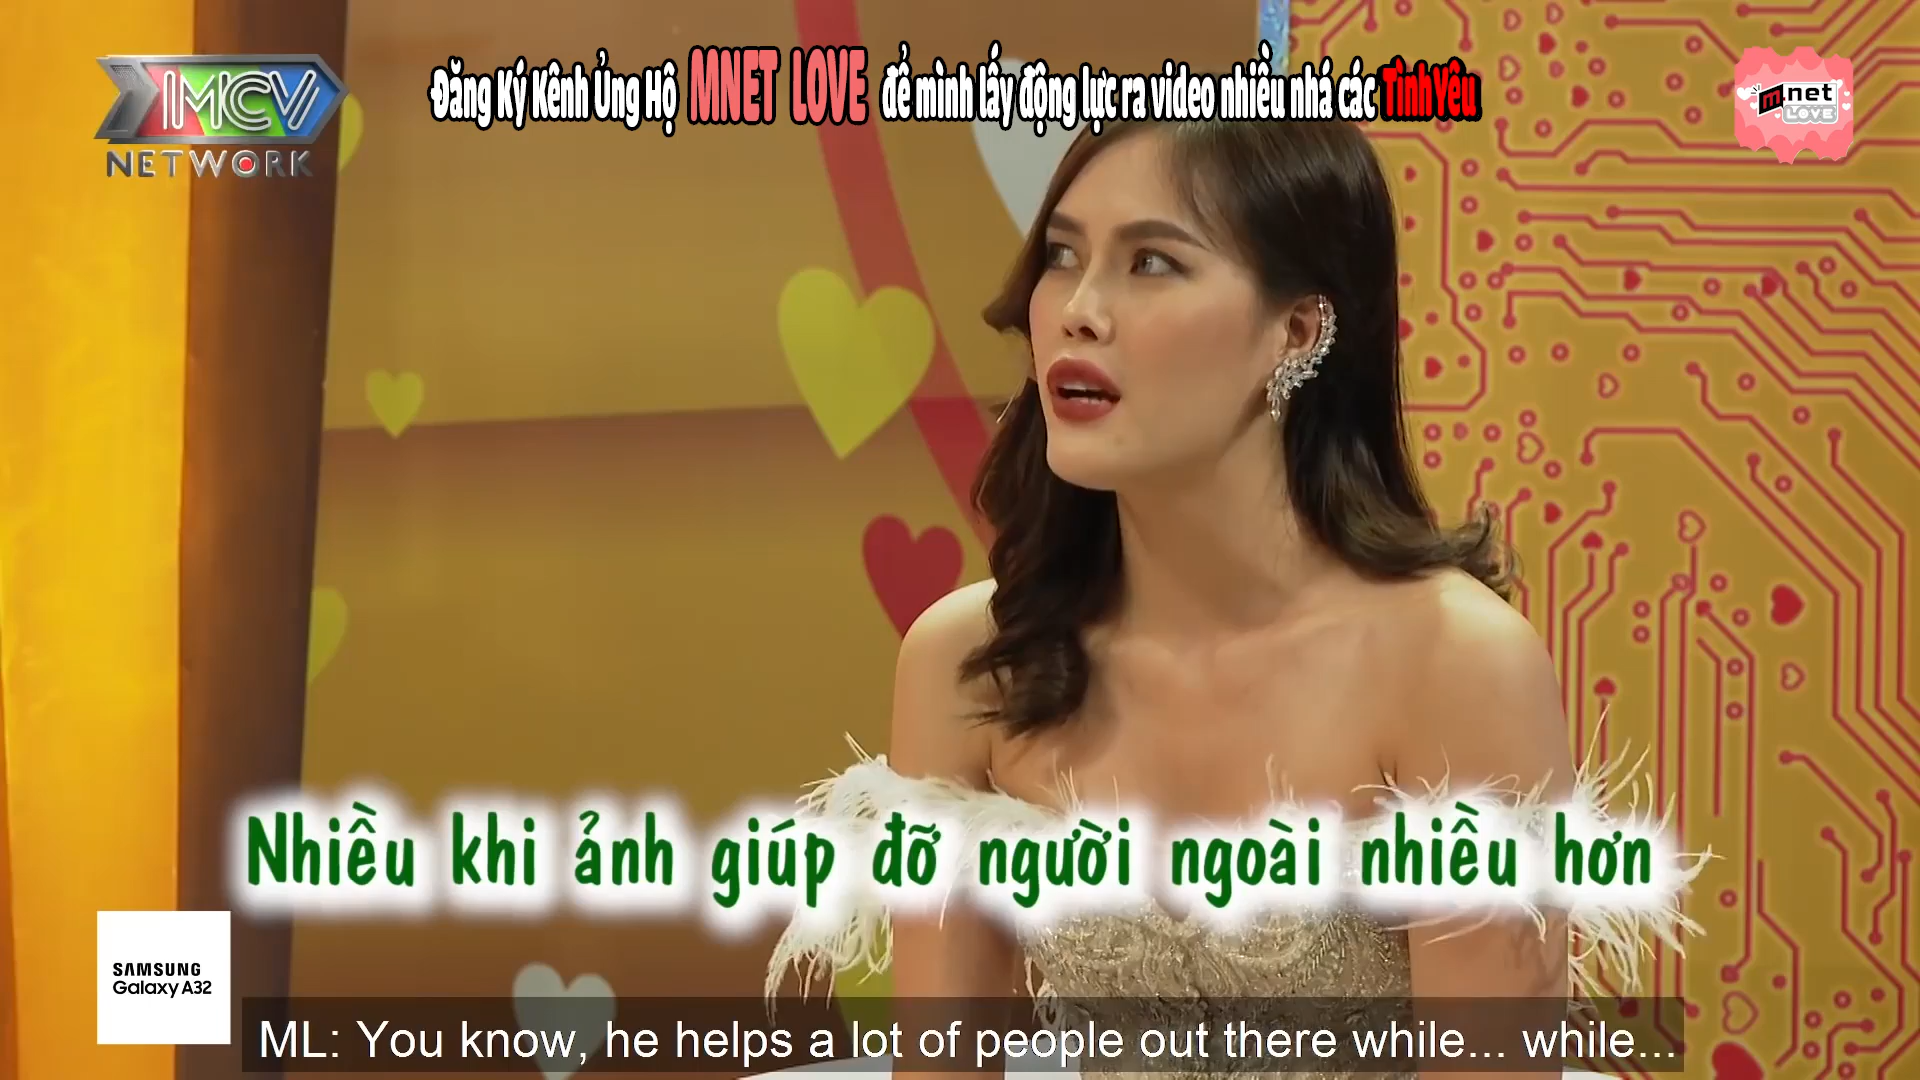 Đăng Ký Kênh Ủng Hộ MNET LOVE để mình lấy động lực ra video nhiều nhá các Tình Yêu
MCV
NETWORK
m.net
LOVE
Nhiều khi ảnh giúp đỡ người ngoài nhiều hơn
SAMSUNG
Galaxy A32
ML: You know, he helps a lot of people out there while... while...